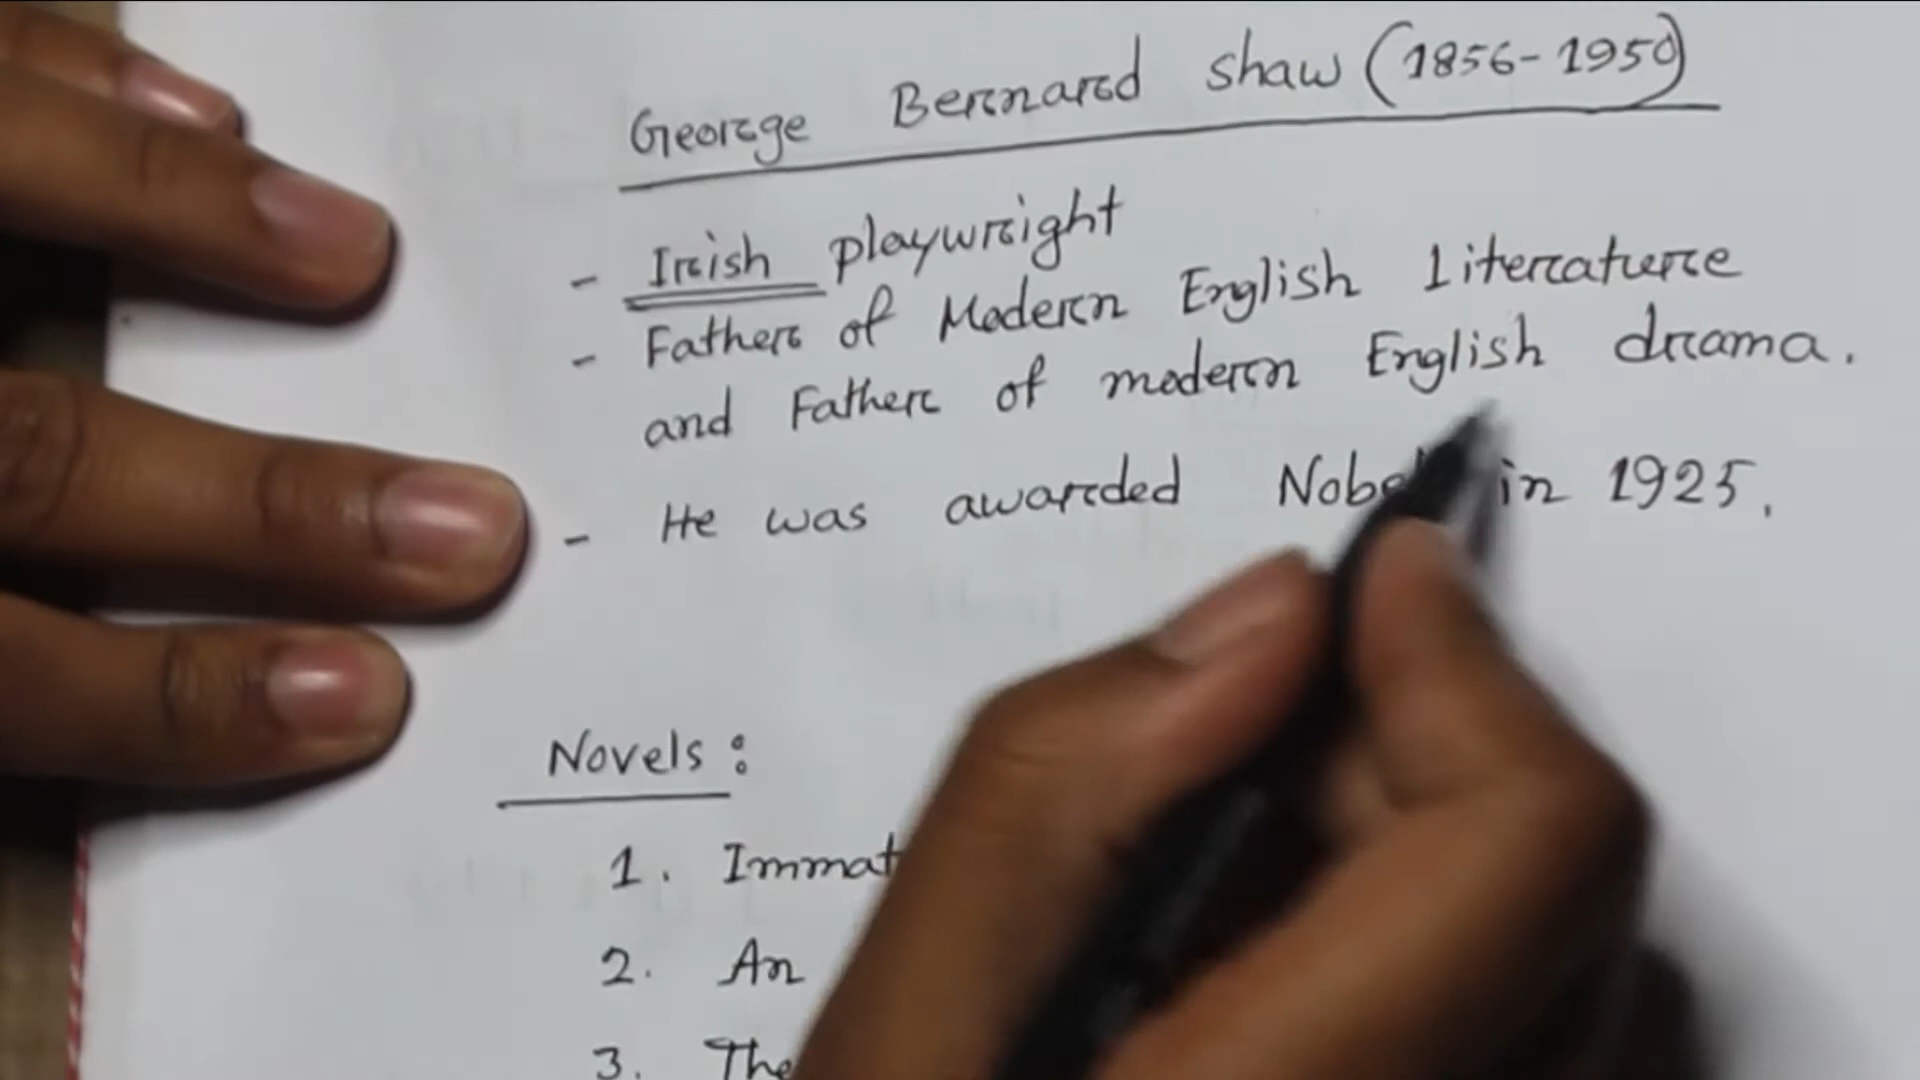 George Bernard shaw (1856-1950)
- Irish playwright
- Father of Modern English Literature
and Father of modern English drama.
- He was awarded Nobel in 1925.
Novels:
1. Immat
2. An
3. The